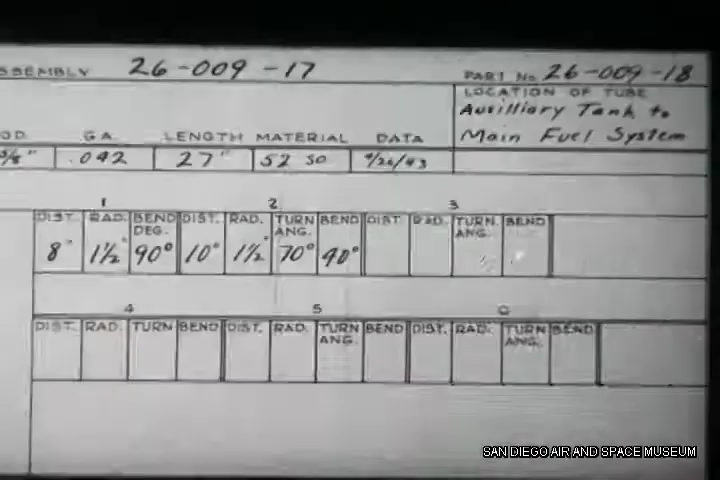 SSEMBLY 26-009-17 PART No. 26-009-18
LOCATION OF TUBE
Auxilliary Tank to
Main Fuel System
OD. GA. LENGTH MATERIAL DATA
5/8" .042 27" 52 SO
1 2 3
DIST. RAD. BEND DEG. DIST. RAD. TURN ANG. BEND DIST. RAD. TURN ANG. BEND
8" 1½" 90° 10° 1½" 70° 90°
4 5 6
DIST. RAD. TURN BEND DIST. RAD. TURN ANG. BEND DIST. RAD. TURN ANG. BEND
SAN DIEGO AIR AND SPACE MUSEUM